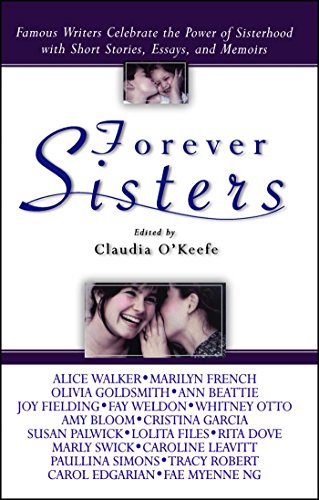 Famous Writers Celebrate the Power of Sisterhood
with Short Stories, Essays, and Memoirs
Forever
Sisters
Edited by
Claudia O'Keefe
ALICE WALKER • MARILYN FRENCH
OLIVIA GOLDSMITH • ANN BEATTIE
JOY FIELDING • FAY WELDON • WHITNEY OTTO
AMY BLOOM • CRISTINA GARCIA
SUSAN PALWICK • LOLITA FILES • RITA DOVE
MARLY SWICK • CAROLINE LEAVITT
PAULLINA SIMONS • TRACY ROBERT
CAROL EDGARIAN • FAE MYENNE NG